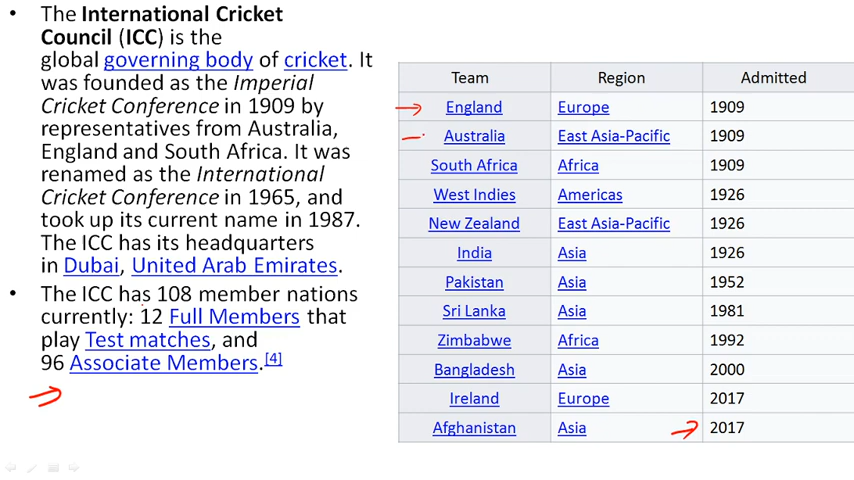 • The International Cricket
Council (ICC) is the
global governing body of cricket. It
was founded as the Imperial
Cricket Conference in 1909 by
representatives from Australia,
England and South Africa. It was
renamed as the International
Cricket Conference in 1965, and
took up its current name in 1987.
The ICC has its headquarters
in Dubai, United Arab Emirates.
• The ICC has 108 member nations
currently: 12 Full Members that
play Test matches, and
96 Associate Members.[4]
Team Region Admitted
England Europe 1909
Australia East Asia-Pacific 1909
South Africa Africa 1909
West Indies Americas 1926
New Zealand East Asia-Pacific 1926
India Asia 1926
Pakistan Asia 1952
Sri Lanka Asia 1981
Zimbabwe Africa 1992
Bangladesh Asia 2000
Ireland Europe 2017
Afghanistan Asia 2017